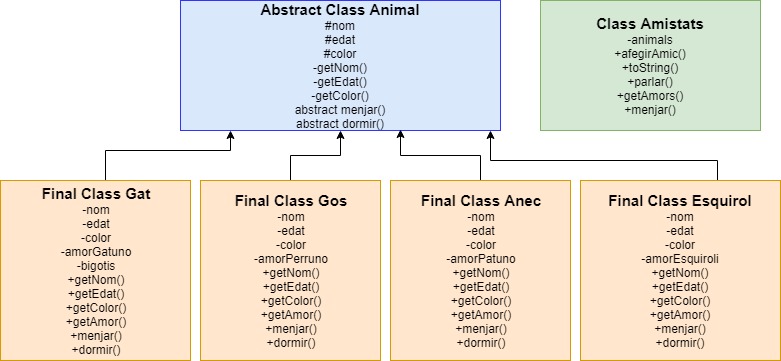 Abstract Class Animal
#nom
#edat
#color
-getNom()
-getEdat()
-getColor()
abstract menjar()
abstract dormir()
Class Amistats
-animals
+afegirAmic()
+toString()
+parlar()
+getAmors()
+menjar()
Final Class Gat
-nom
-edat
-color
-amorGatuno
-bigotis
+getNom()
+getEdat()
+getColor()
+getAmor()
+menjar()
+dormir()
Final Class Gos
-nom
-edat
-color
-amorPerruno
+getNom()
+getEdat()
+getColor()
+getAmor()
+menjar()
+dormir()
Final Class Anec
-nom
-edat
-color
-amorPatuno
+getNom()
+getEdat()
+getColor()
+getAmor()
+menjar()
+dormir()
Final Class Esquirol
-nom
-edat
-color
-amorEsquiroli
+getNom()
+getEdat()
+getColor()
+getAmor()
+menjar()
+dormir()